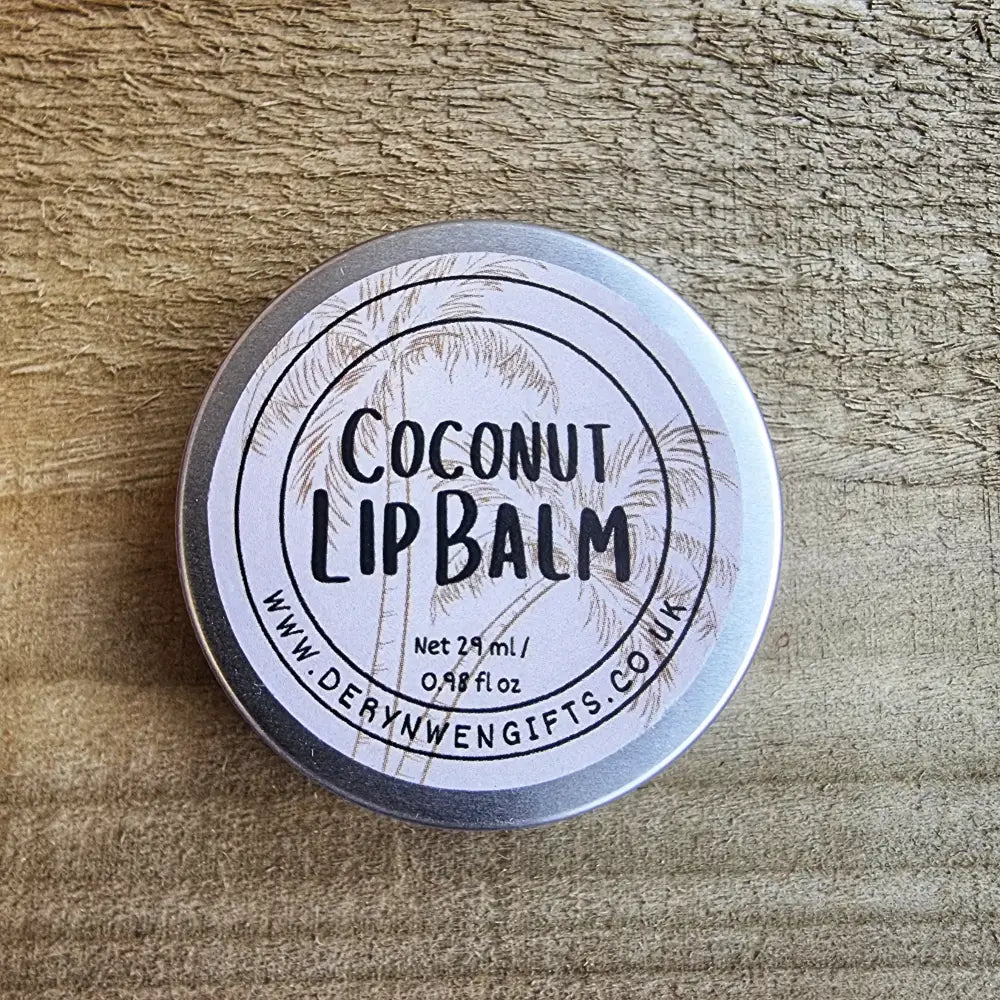 COCONUT
LIP BALM
Net 29 ml /
0.98 fl oz
WWW.DERYNWENGIFTS.CO.UK